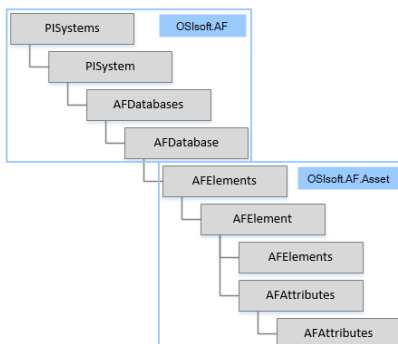 PISystems
OSIsoft.AF
PISystem
AFDatabases
AFDatabase
AFElements
OSIsoft.AF.Asset
AFElement
AFElements
AFAttributes
AFAttributes